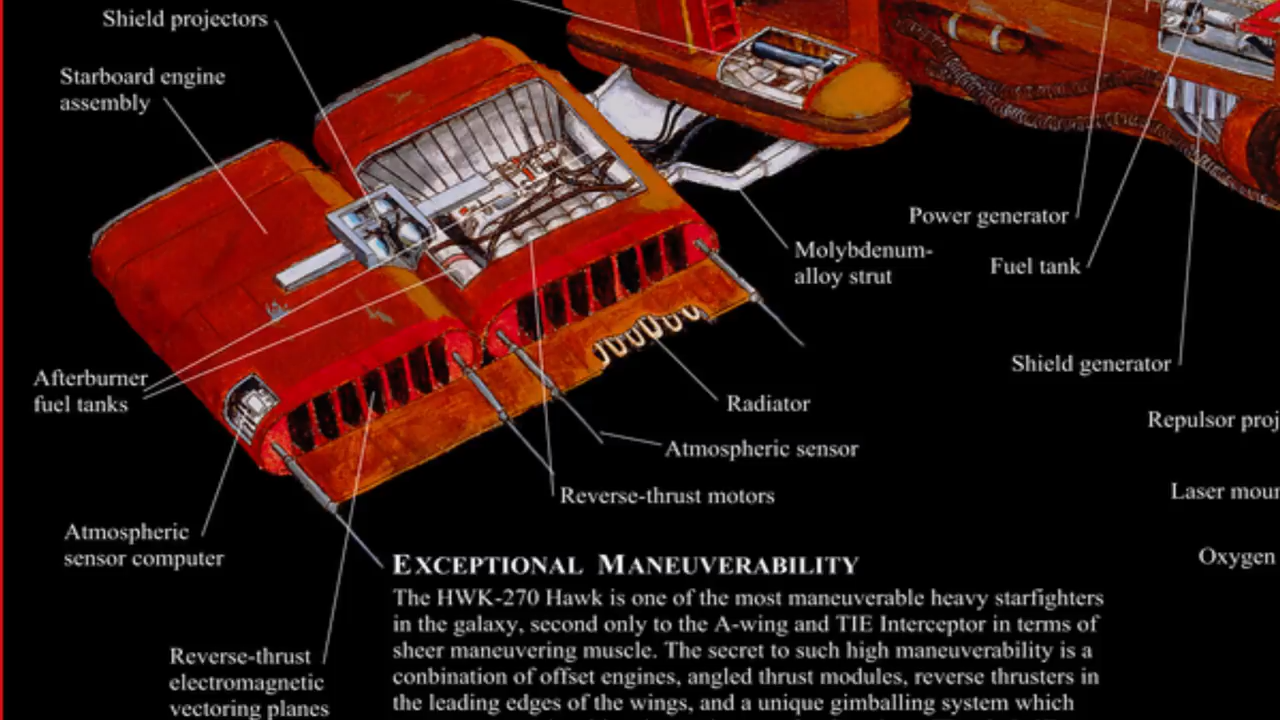 Shield projectors
Starboard engine
assembly
Power generator
Molybdenum-
alloy strut
Fuel tank
Shield generator
Afterburner
fuel tanks
Radiator
Repulsor
Atmospheric sensor
Laser
Reverse-thrust motors
Atmospheric
sensor computer
Oxygen
EXCEPTIONAL MANEUVERABILITY
The HWK-270 Hawk is one of the most maneuverable heavy starfighters
in the galaxy, second only to the A-wing and TIE Interceptor in terms of
sheer maneuvering muscle. The secret to such high maneuverability is a
combination of offset engines, angled thrust modules, reverse thrusters in
the leading edges of the wings, and a unique gimballing system which
Reverse-thrust
electromagnetic
vectoring planes